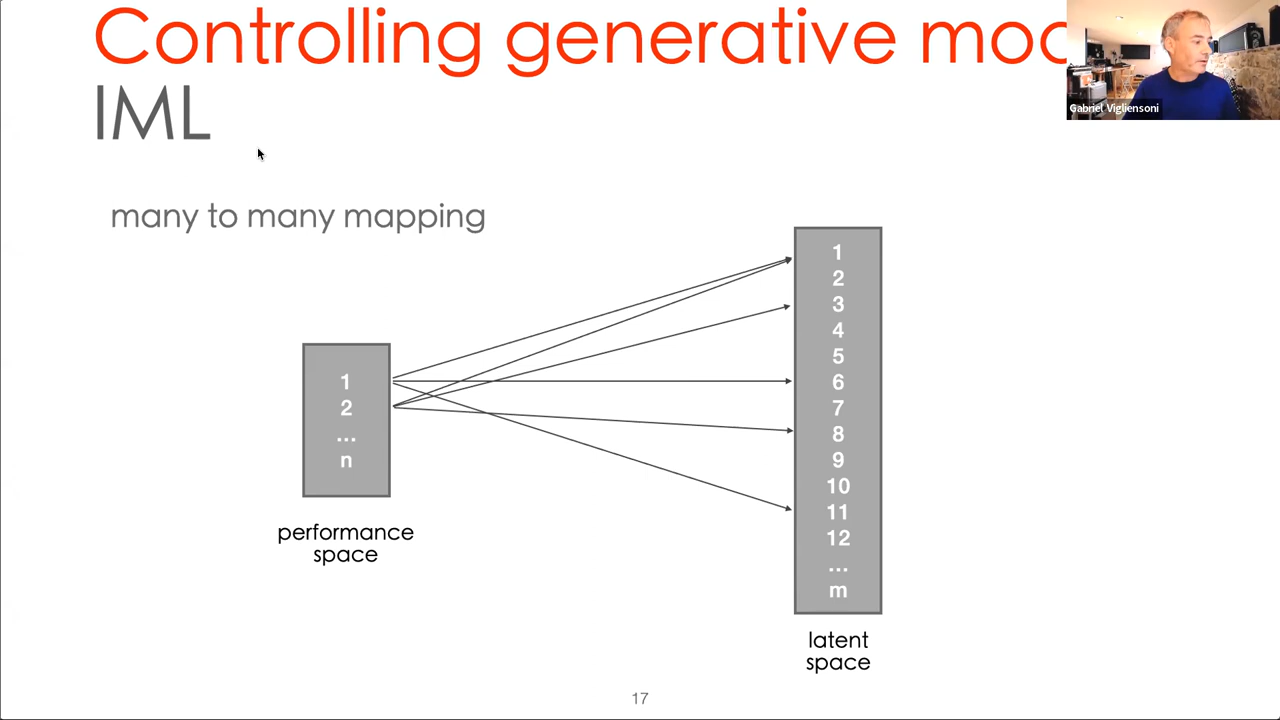 Controlling generative
IML
Gabriel Vigliensoni
many to many mapping
1
2
...
n
performance
space
1
2
3
4
5
6
7
8
9
10
11
12
...
m
latent
space
17